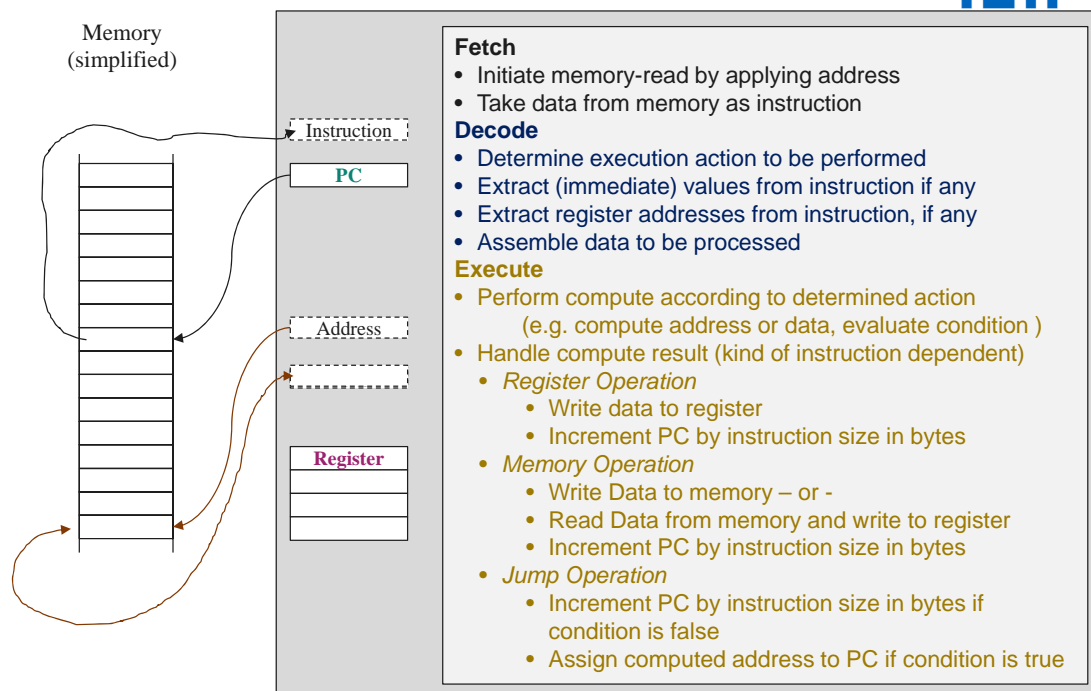 Memory
(simplified)
Instruction
PC
Address
Register
Fetch
• Initiate memory-read by applying address
• Take data from memory as instruction
Decode
• Determine execution action to be performed
• Extract (immediate) values from instruction if any
• Extract register addresses from instruction, if any
• Assemble data to be processed
Execute
• Perform compute according to determined action
(e.g. compute address or data, evaluate condition )
• Handle compute result (kind of instruction dependent)
• Register Operation
• Write data to register
• Increment PC by instruction size in bytes
• Memory Operation
• Write Data to memory – or -
• Read Data from memory and write to register
• Increment PC by instruction size in bytes
• Jump Operation
• Increment PC by instruction size in bytes if
condition is false
• Assign computed address to PC if condition is true